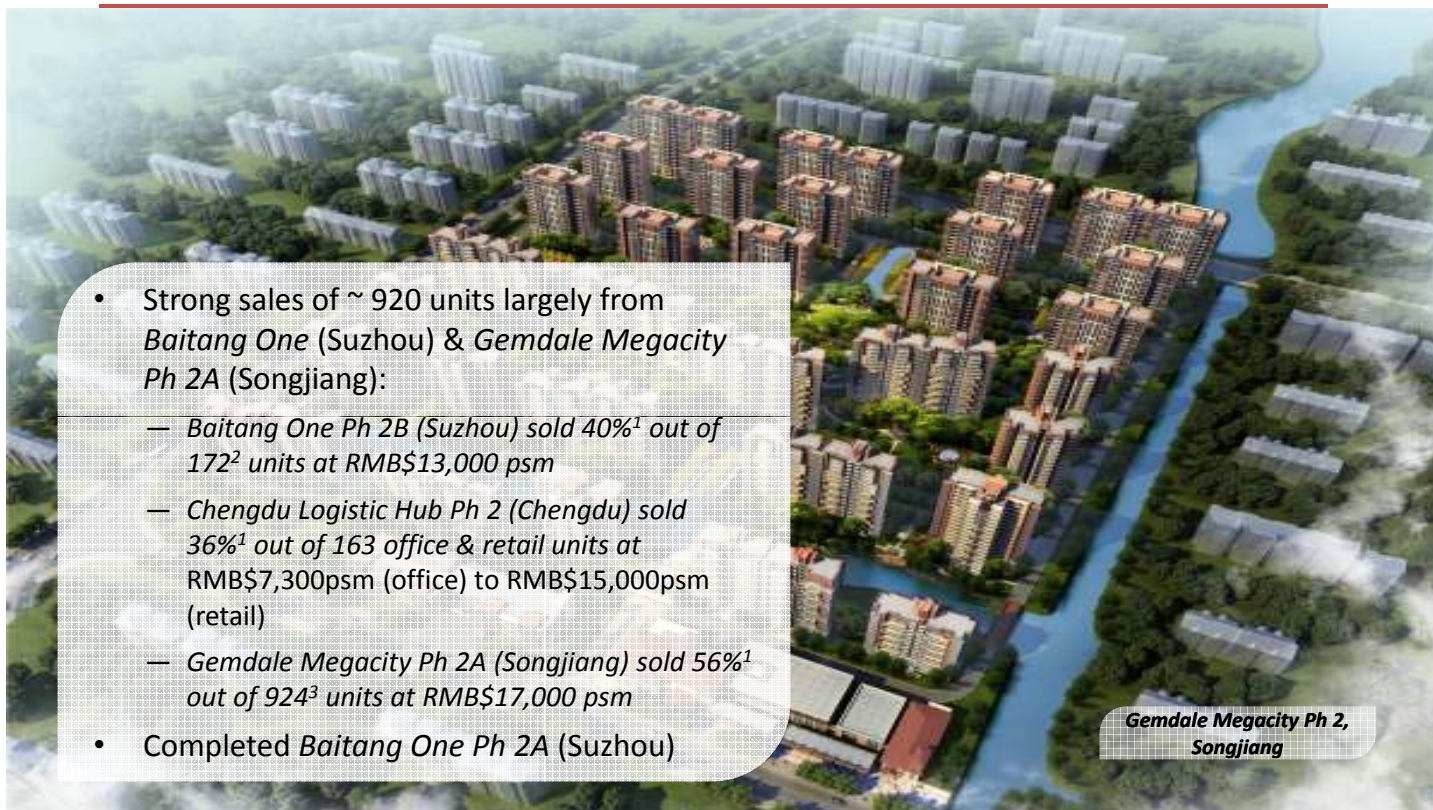 • Strong sales of ~ 920 units largely from
Baitang One (Suzhou) & Gemdale Megacity
Ph 2A (Songjiang):
— Baitang One Ph 2B (Suzhou) sold 40%¹ out of
172² units at RMB$13,000 psm
— Chengdu Logistic Hub Ph 2 (Chengdu) sold
36%¹ out of 163 office & retail units at
RMB$7,300psm (office) to RMB$15,000psm
(retail)
— Gemdale Megacity Ph 2A (Songjiang) sold 56%¹
out of 924³ units at RMB$17,000 psm
• Completed Baitang One Ph 2A (Suzhou)
Gemdale Megacity Ph 2,
Songjiang